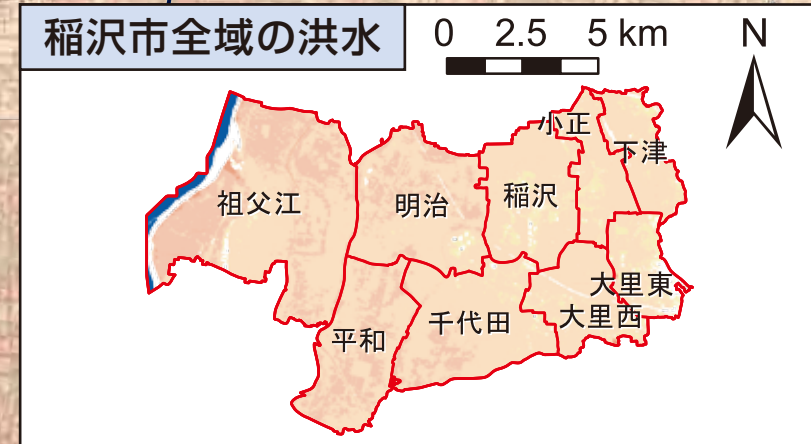 稲沢市全域の洪水
0 2.5 5 km
N
小正
下津
祖父江
明治
稲沢
大里東
大里西
千代田
平和